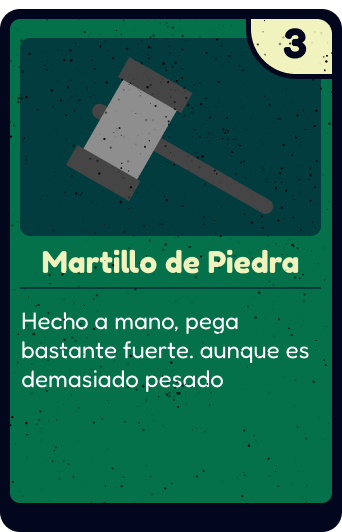 3
Martillo de Piedra
Hecho a mano, pega
bastante fuerte. aunque es
demasiado pesado